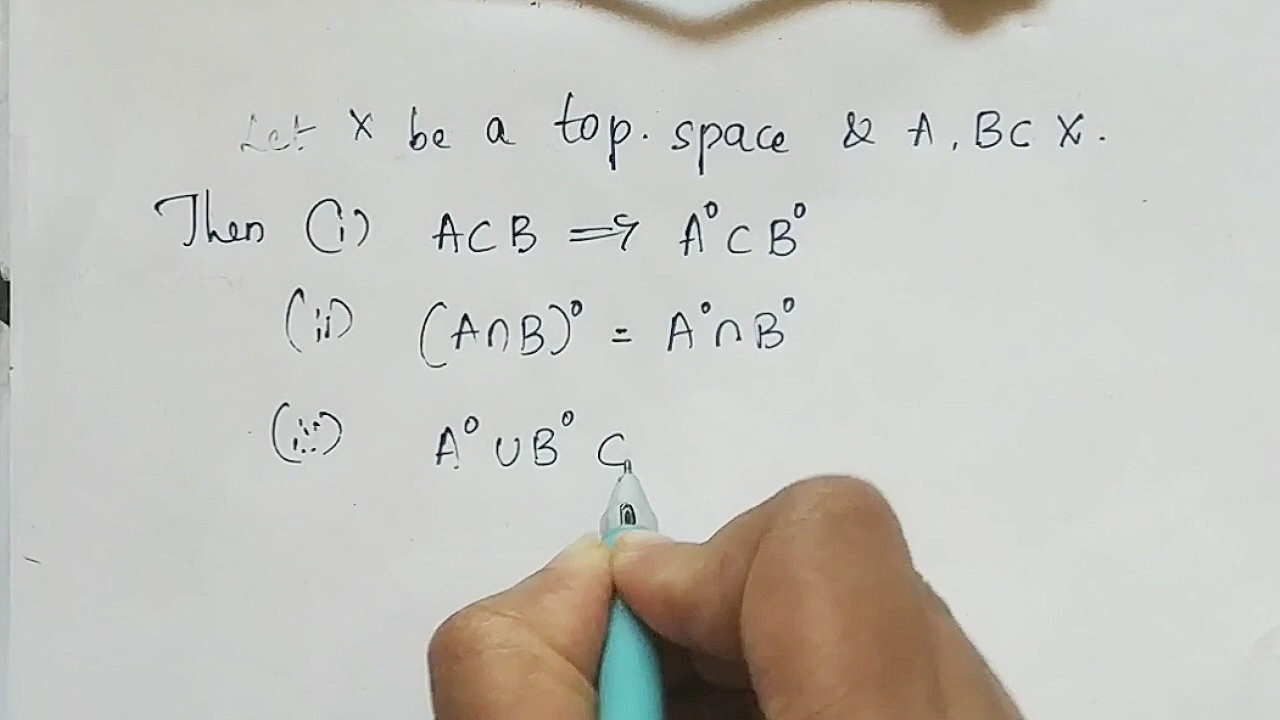 Let X be a top. space & A, B ⊂ X.
Then (i) A ⊂ B ⇒ A° ⊂ B°
(ii) (A ∩ B)° = A° ∩ B°
(iii) A° ∪ B° ⊂